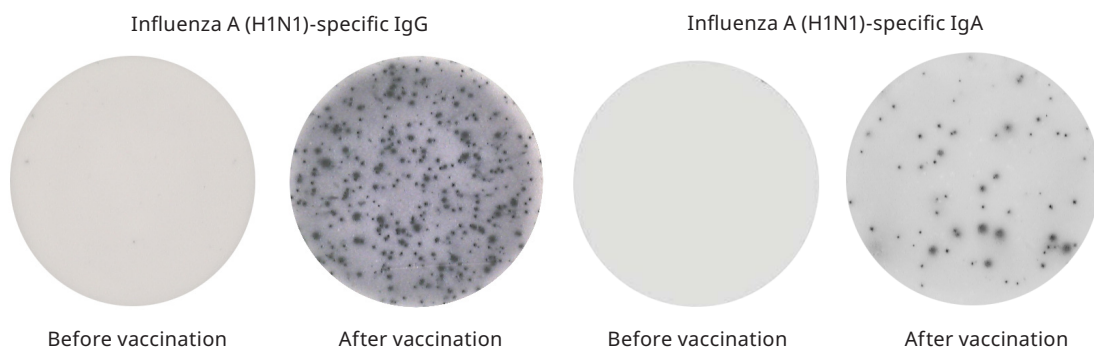 Influenza A (H1N1)-specific IgG
Influenza A (H1N1)-specific IgA
Before vaccination
After vaccination
Before vaccination
After vaccination